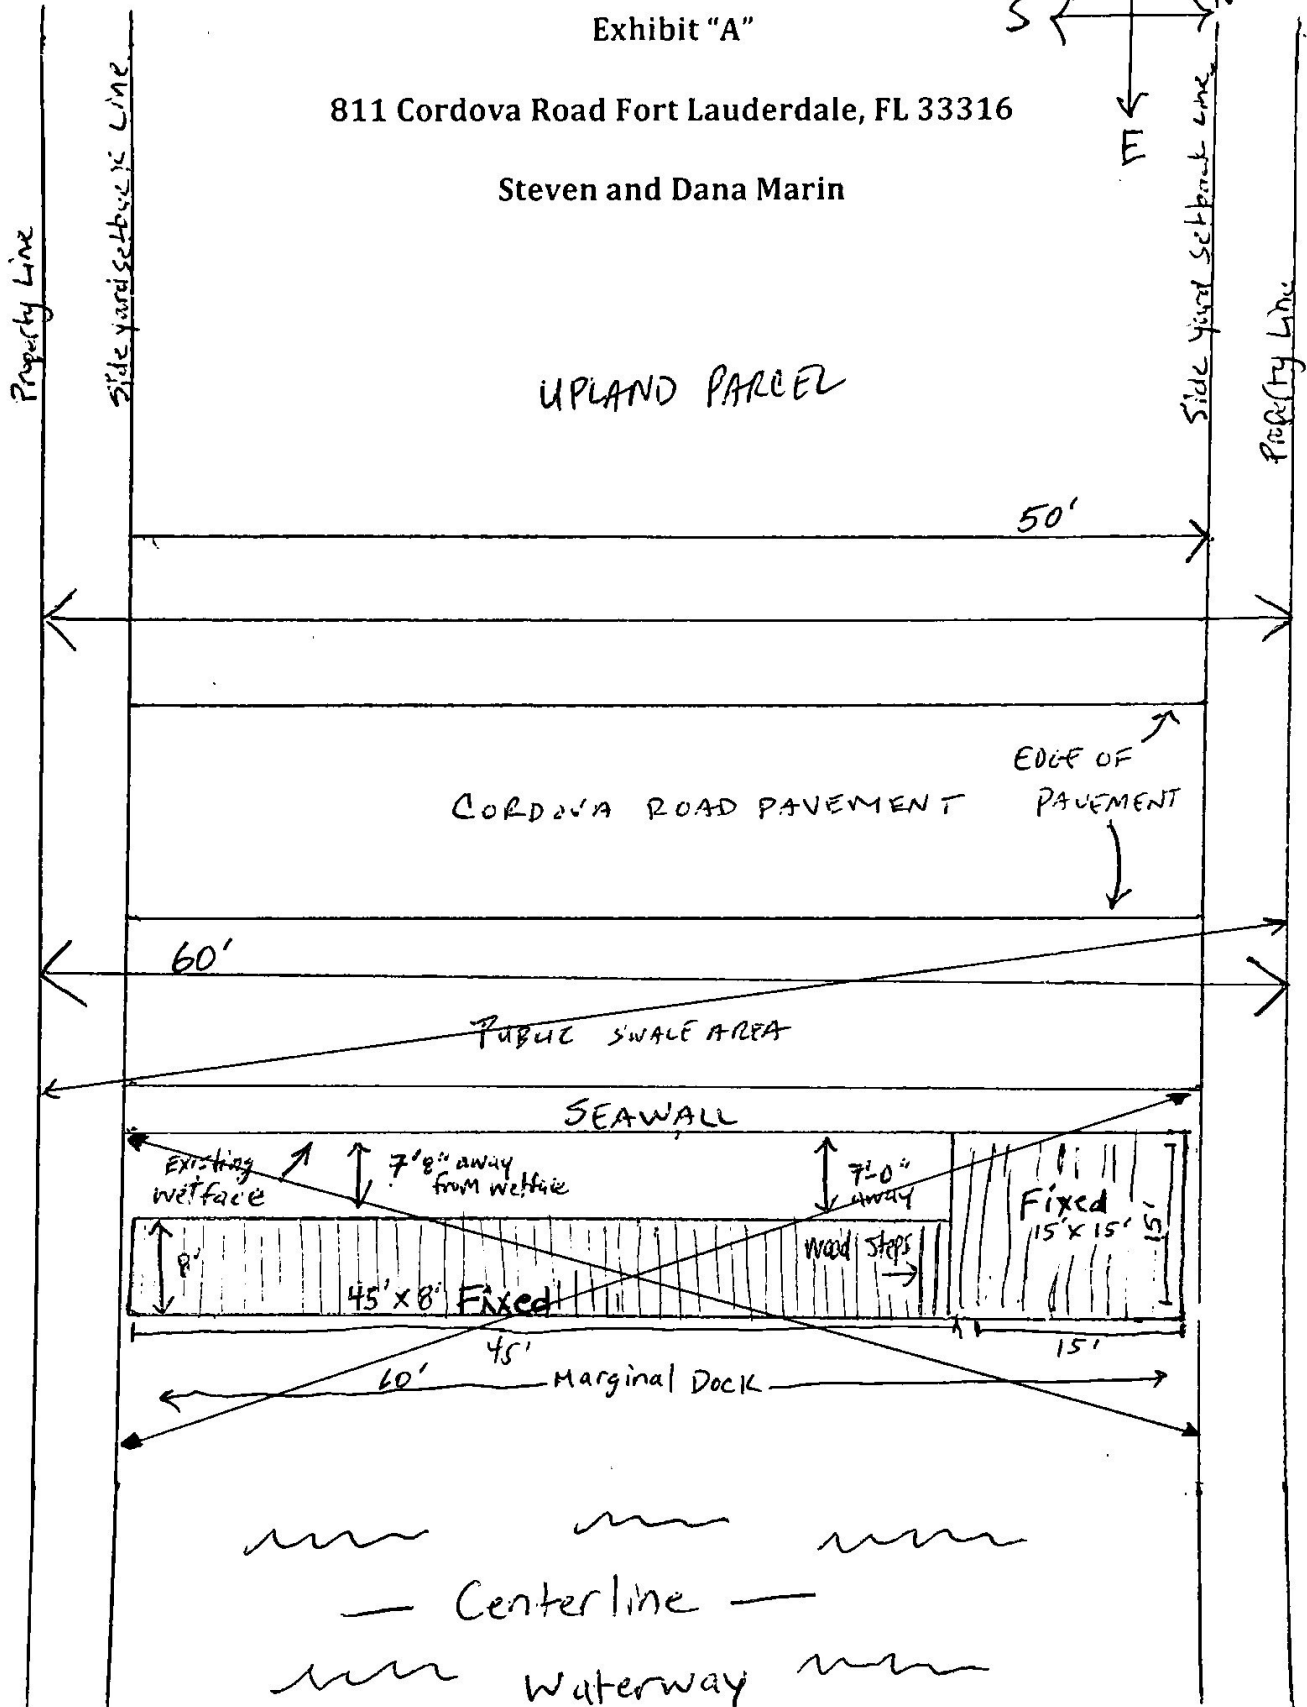 Exhibit “A”
S
E
811 Cordova Road Fort Lauderdale, FL 33316
Steven and Dana Marin
Property Line
Side yard setback Line
Side yard setback Line
Property Line
UPLAND PARCEL
50'
EDGE OF
PAVEMENT
CORDOVA ROAD PAVEMENT
60'
PUBLIC SWALE AREA
SEAWALL
Existing
wetface
7'8" away
from wetface
7'-0"
away
Fixed
15' x 15'
15'
8'
Wood Steps
45' x 8' Fixed
45'
15'
60'
Marginal Dock
Centerline
Waterway